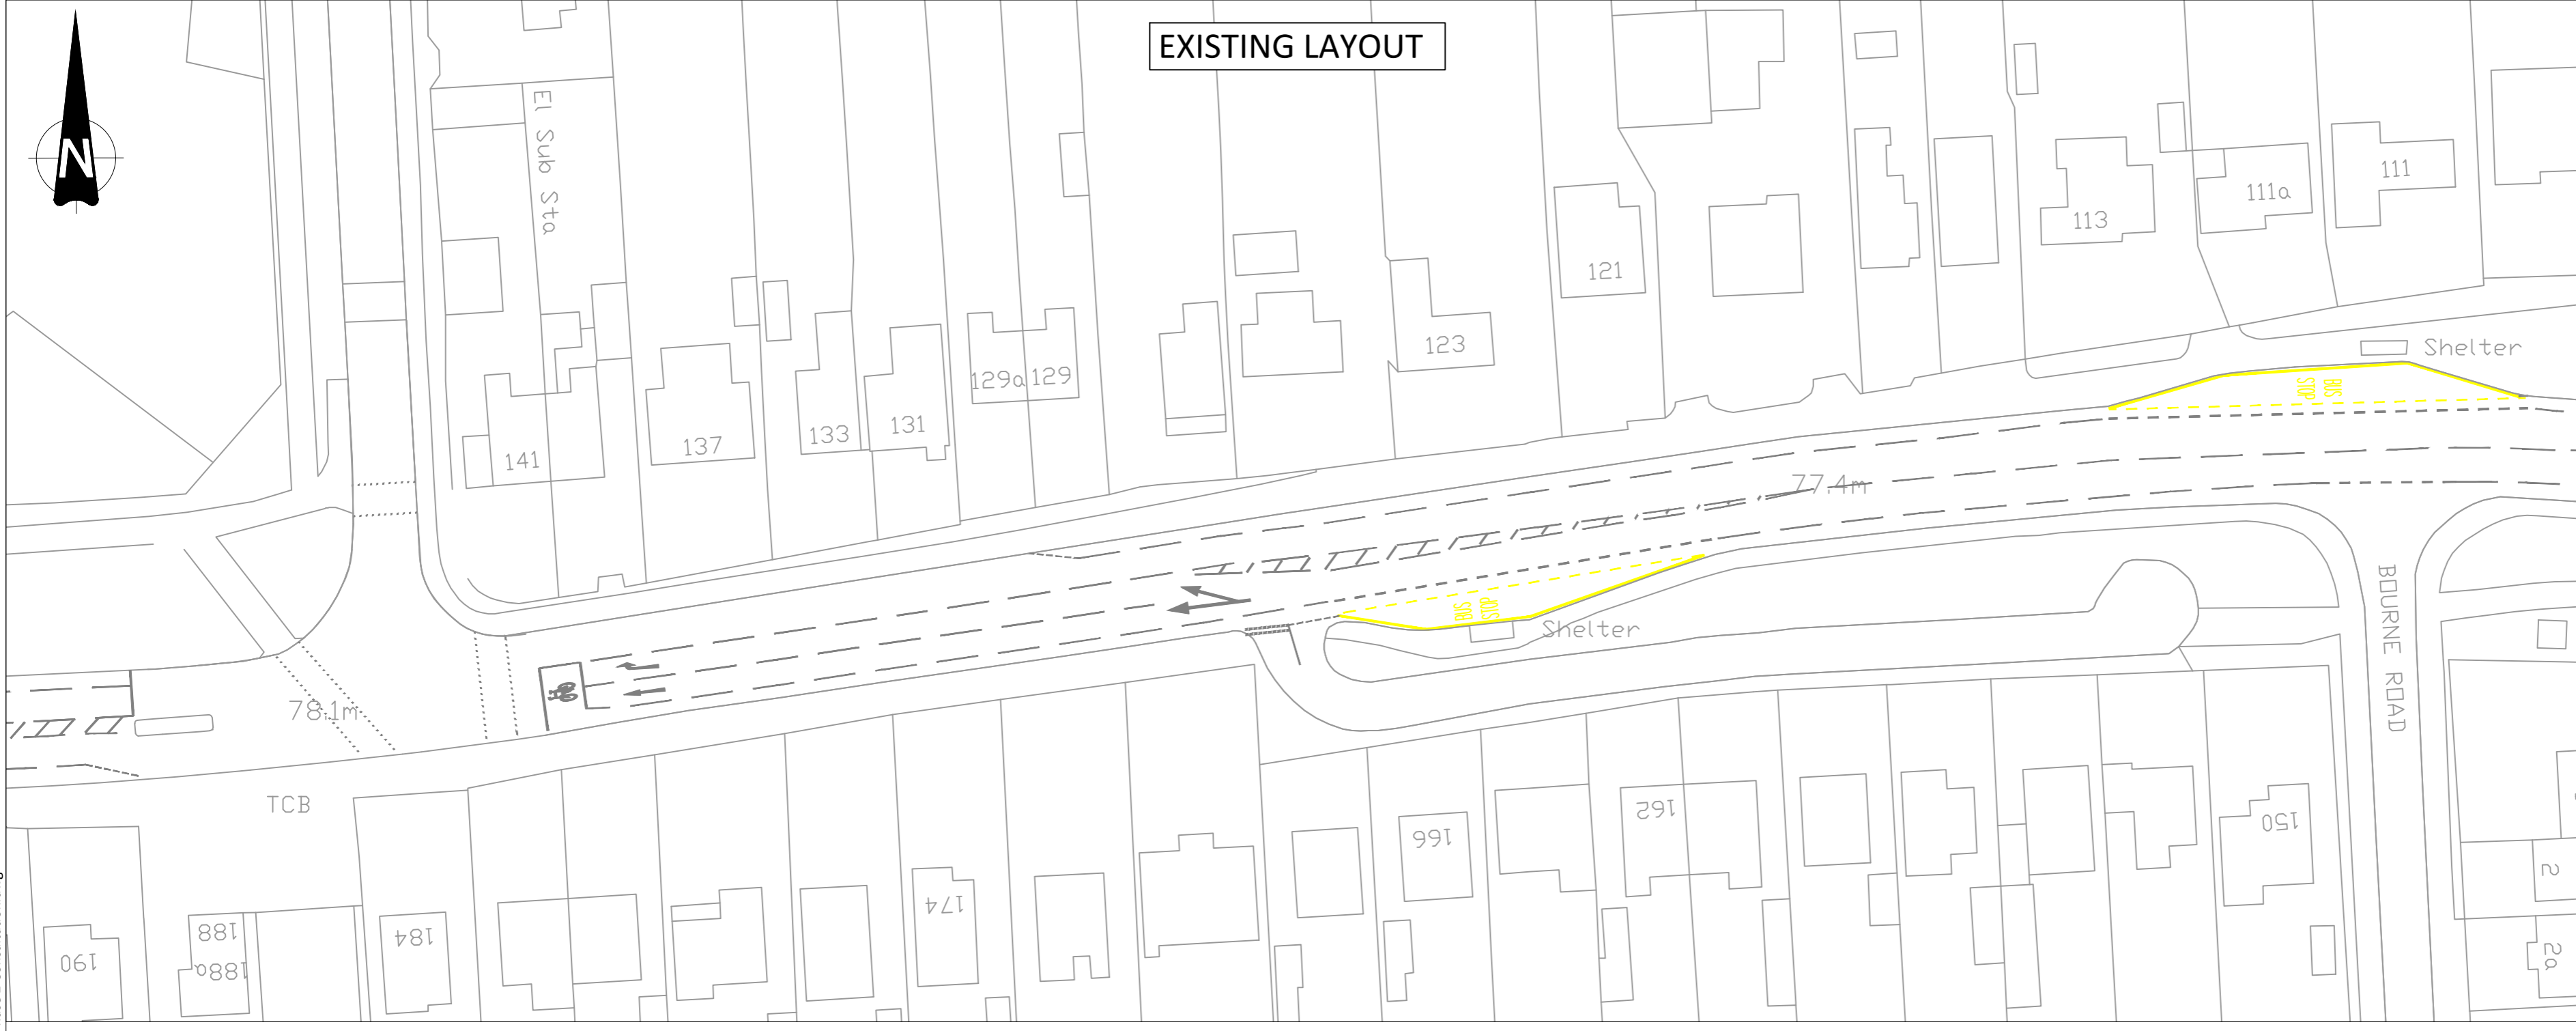 EXISTING LAYOUT
N
El Sub Sta
111
111a
113
121
123
129a 129
131
133
137
141
Shelter
BUS
STOP
77.4m
BUS
STOP
Shelter
BOURNE ROAD
78.1m
TCB
190
188
188a
184
174
166
162
150
2
2a